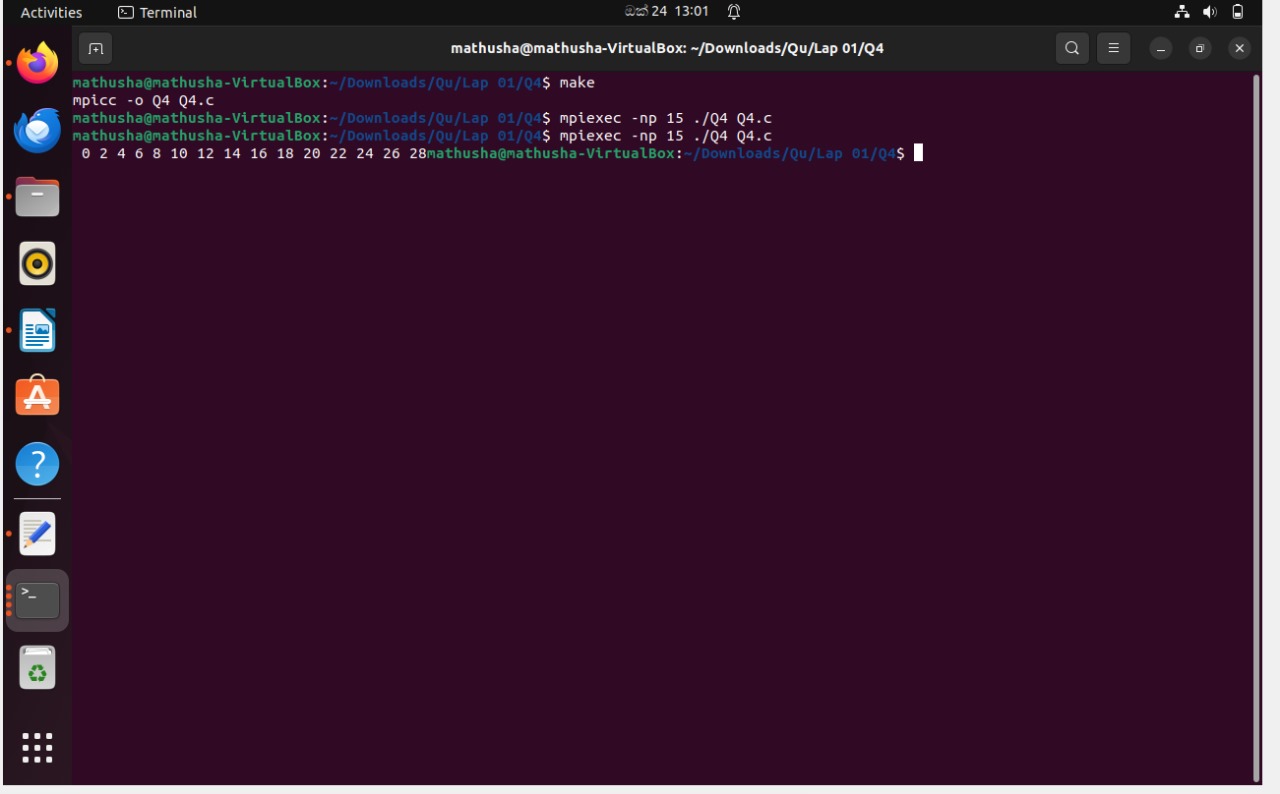 Activities Terminal ඔක් 24 13:01
mathusha@mathusha-VirtualBox: ~/Downloads/Qu/Lap 01/Q4
mathusha@mathusha-VirtualBox:~/Downloads/Qu/Lap 01/Q4$ make
mpicc -o Q4 Q4.c
mathusha@mathusha-VirtualBox:~/Downloads/Qu/Lap 01/Q4$ mpiexec -np 15 ./Q4 Q4.c
mathusha@mathusha-VirtualBox:~/Downloads/Qu/Lap 01/Q4$ mpiexec -np 15 ./Q4 Q4.c
0 2 4 6 8 10 12 14 16 18 20 22 24 26 28mathusha@mathusha-VirtualBox:~/Downloads/Qu/Lap 01/Q4$